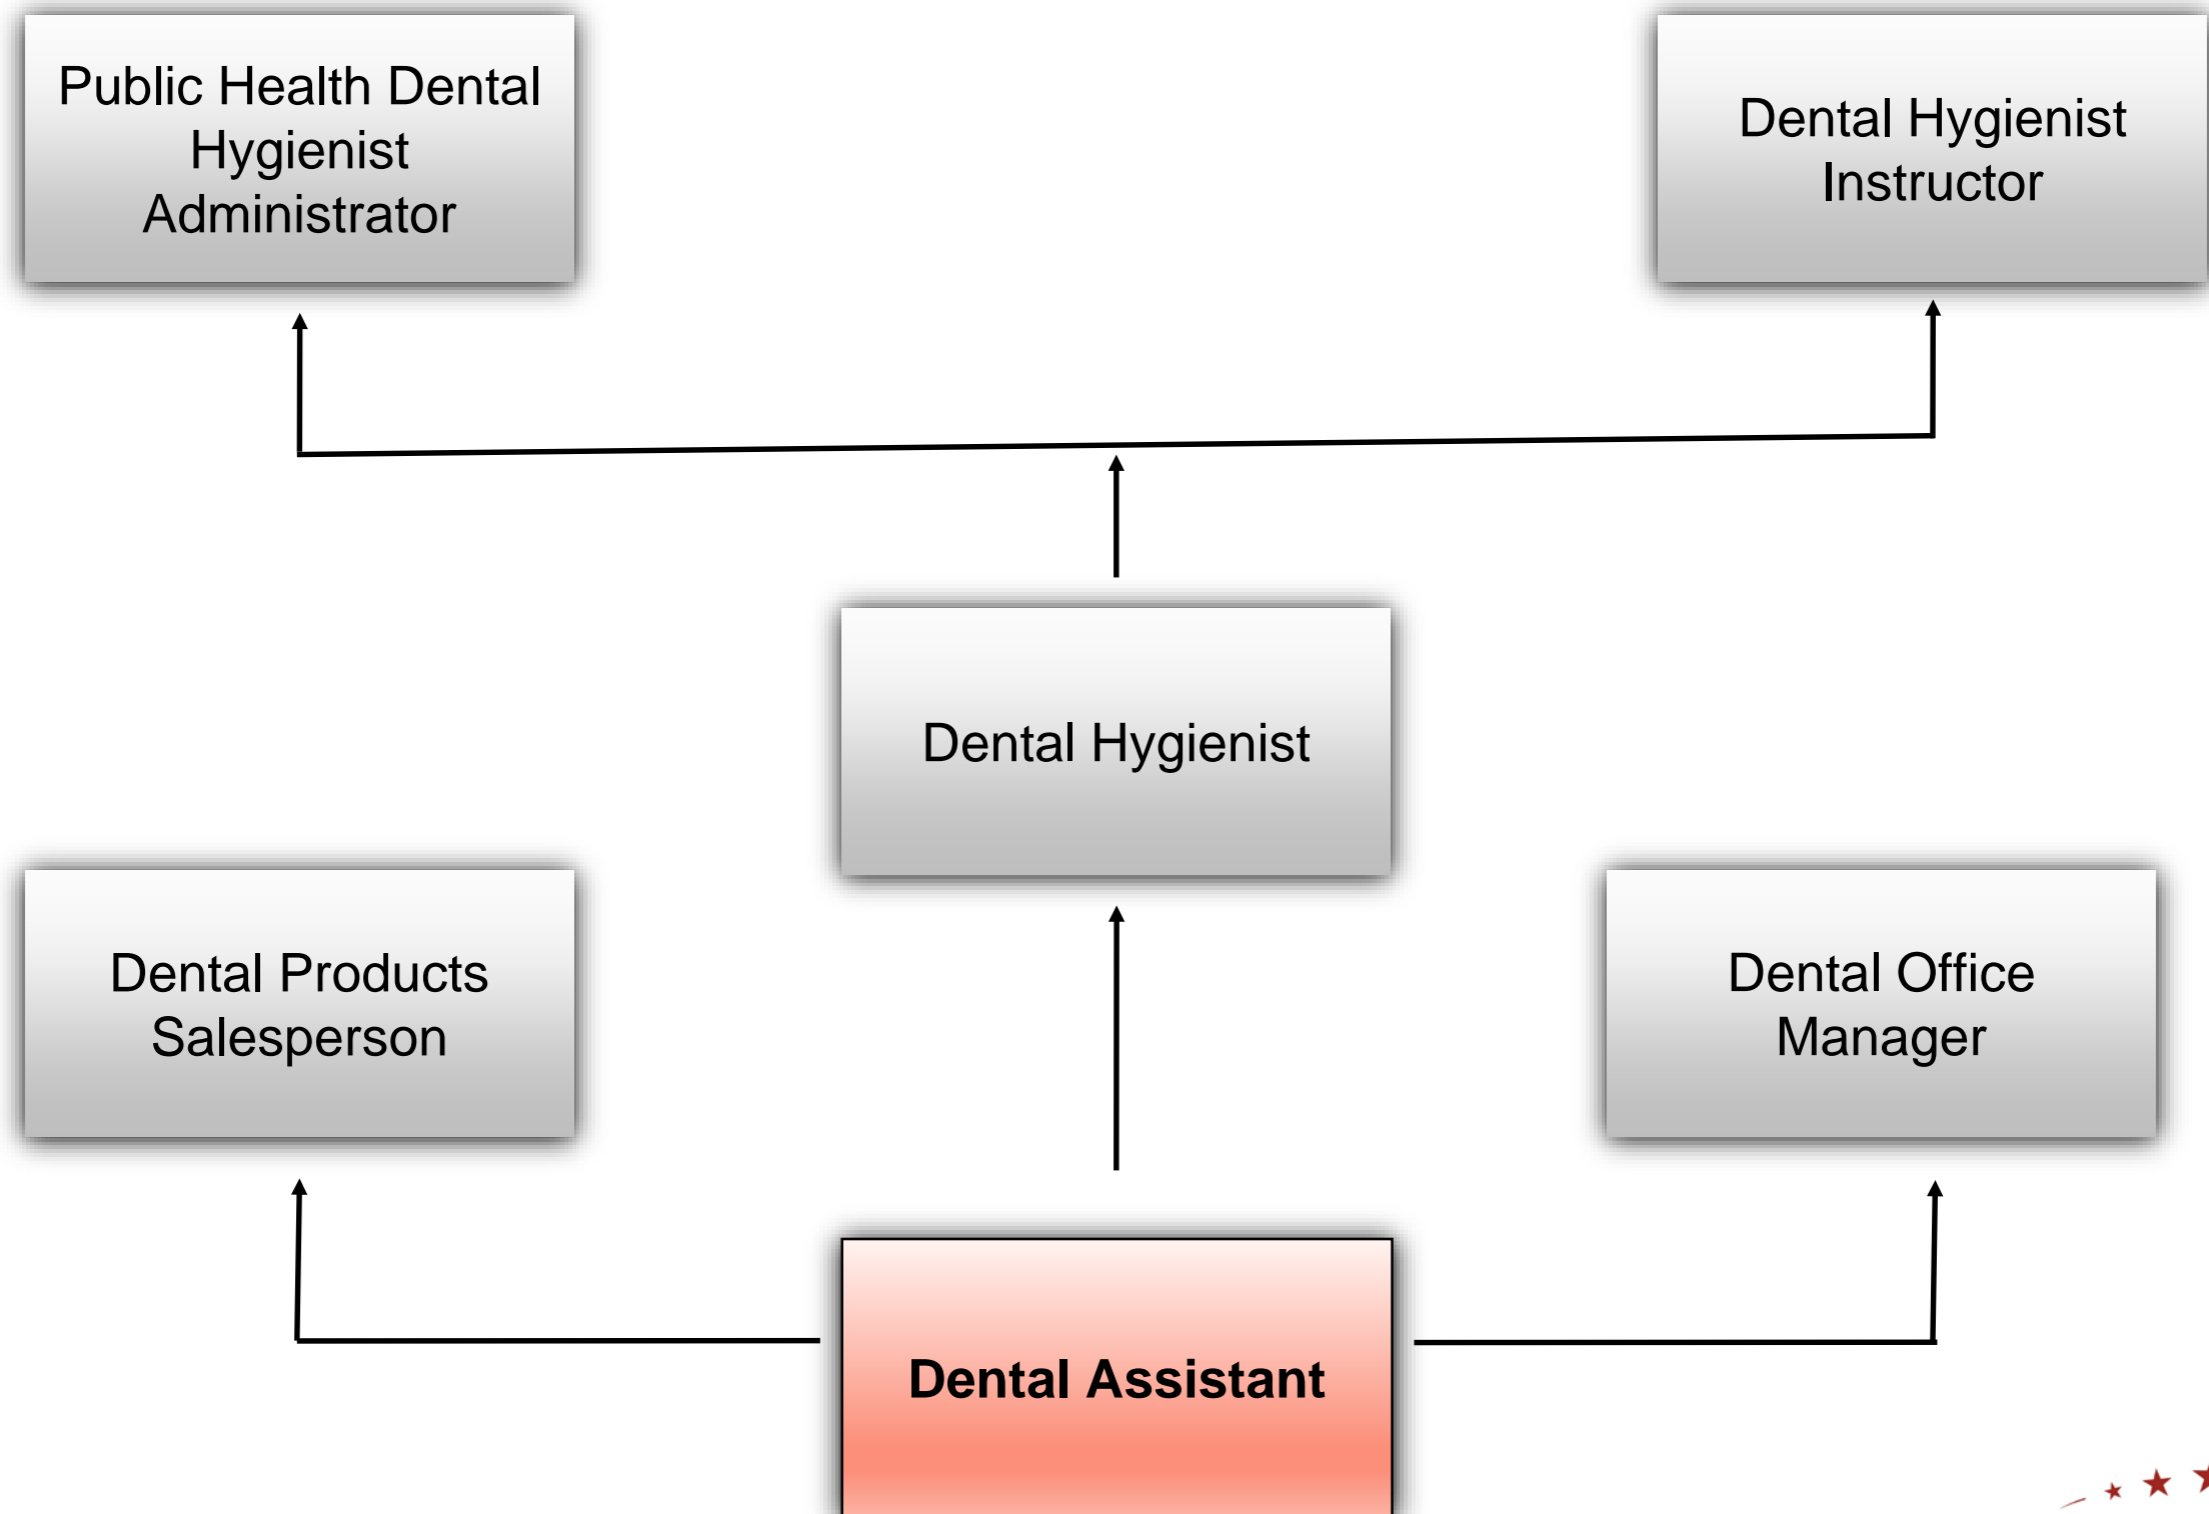 Public Health Dental
Hygienist
Administrator
Dental Hygienist
Instructor
Dental Hygienist
Dental Products
Salesperson
Dental Office
Manager
Dental Assistant